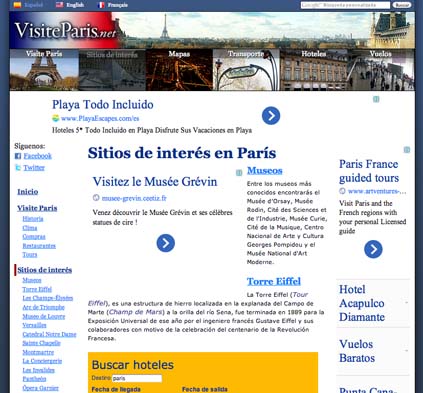 Español
English
Français
Buscar
VisiteParis.net
Visite París
Sitios de interés
Mapas
Transporte
Hoteles
Vuelos
Playa Todo Incluido
www.PlayaEscapes.com/es
Hoteles 5* Todo Incluido en Playa Disfrute Sus Vacaciones en Playa
Síguenos:
Facebook
Twitter
Inicio
Visite París
Historia
Clima
Compras
Restaurantes
Tours
Sitios de interés
Museos
Torre Eiffel
Les Champs-Élysées
Arc de Triomphe
Museo de Louvre
Versailles
Catedral Notre Dame
Sainte Chapelle
Montmartre
La Conciergerie
Les Invalides
Panthéon
Ópera Garnier
Sitios de interés en París
Visitez le Musée Grévin
musee-grevin.ceetiz.fr
Venez découvrir le Musée Grévin et ses célèbres
statues de cire !
Museos
Entre los museos más
conocidos encontrarás el
Musée d'Orsay, Musée
Rodin, Cité des Sciences et
de l'Industrie, Musée Curie,
Cité de la Musique, Centro
Nacional de Arte y Cultura
Georges Pompidou y el
Musée National d'Art
Moderne.
Torre Eiffel
La Torre Eiffel (Tour
Eiffel), es una estructura de hierro localizada en la explanada del Campo de
Marte (Champ de Mars) a la orilla del río Sena, fue terminada en 1889 para la
Exposición Universal de ese año por el ingeniero francés Gustave Eiffel y sus
colaboradores con motivo de la celebración del centenario de la Revolución
Francesa.
Buscar hoteles
Destino paris
Fecha de llegada
Fecha de salida
Paris France
guided tours
www.artventures-...
Visit Paris and the
French regions with
your personal Licensed
guide
Hotel
Acapulco
Diamante
Vuelos
Baratos
Punta Cana